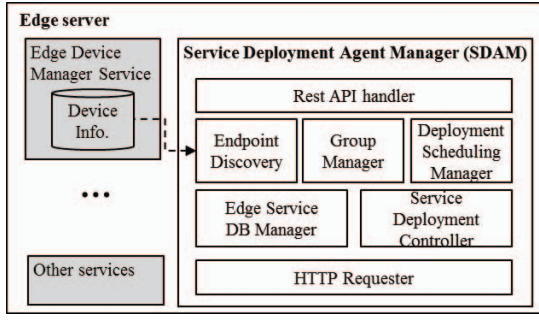 Edge server
Edge Device
Manager Service
Device
Info.
...
Other services
Service Deployment Agent Manager (SDAM)
Rest API handler
Endpoint
Discovery
Group
Manager
Deployment
Scheduling
Manager
Edge Service
DB Manager
Service
Deployment
Controller
HTTP Requester